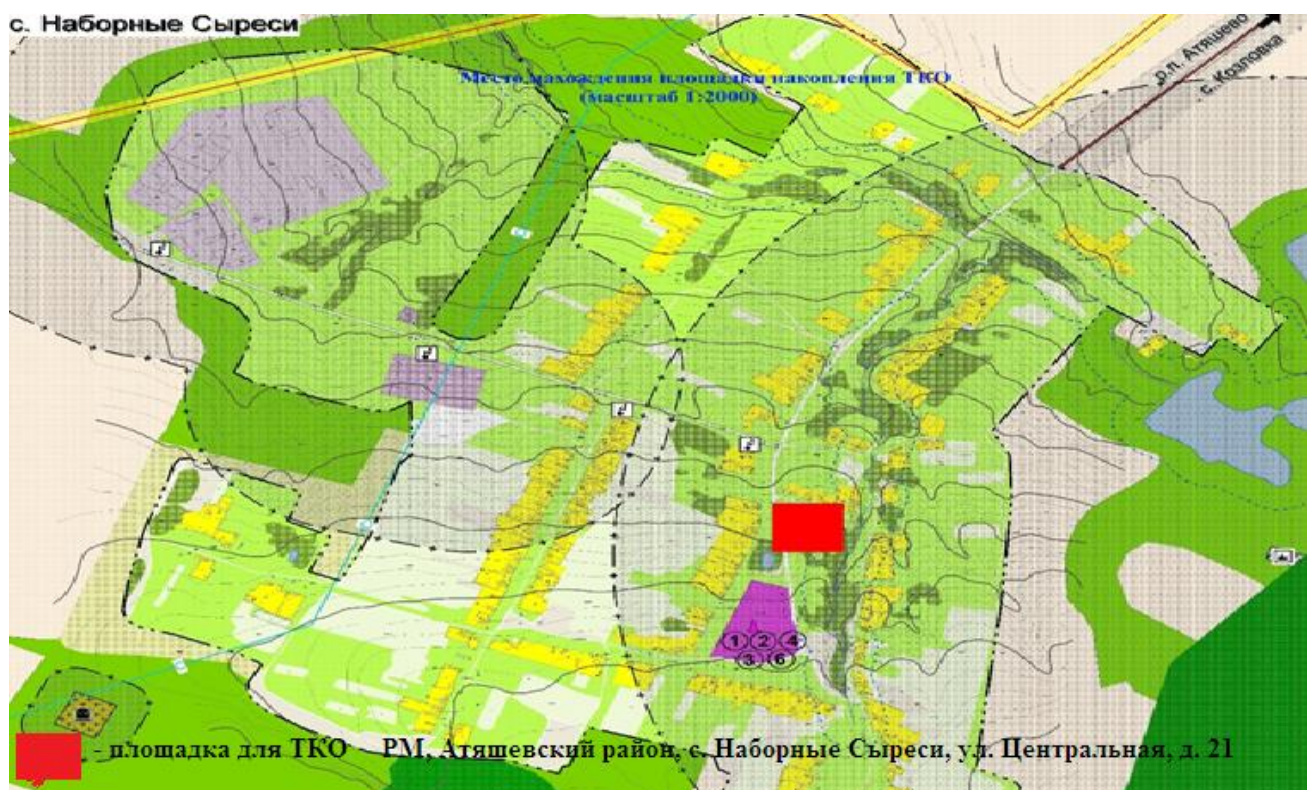 с. Наборные Сыреси
Место нахождения площадки накопления ТКО
(масштаб 1:2000)
р.п. Атяшево
с. Козловка
1 2 4
3 6
- площадка для ТКО – РМ, Атяшевский район, с. Наборные Сыреси, ул. Центральная, д. 21